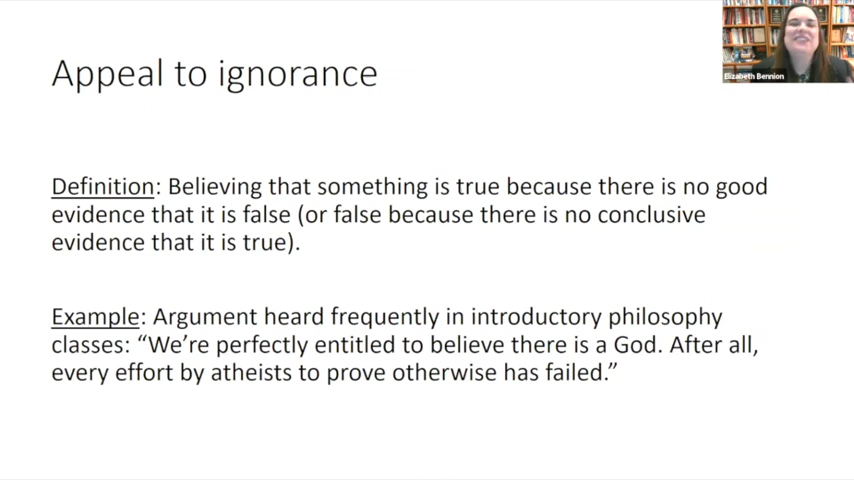 Appeal to ignorance
Elizabeth Bennion
Definition: Believing that something is true because there is no good
evidence that it is false (or false because there is no conclusive
evidence that it is true).
Example: Argument heard frequently in introductory philosophy
classes: “We’re perfectly entitled to believe there is a God. After all,
every effort by atheists to prove otherwise has failed.”